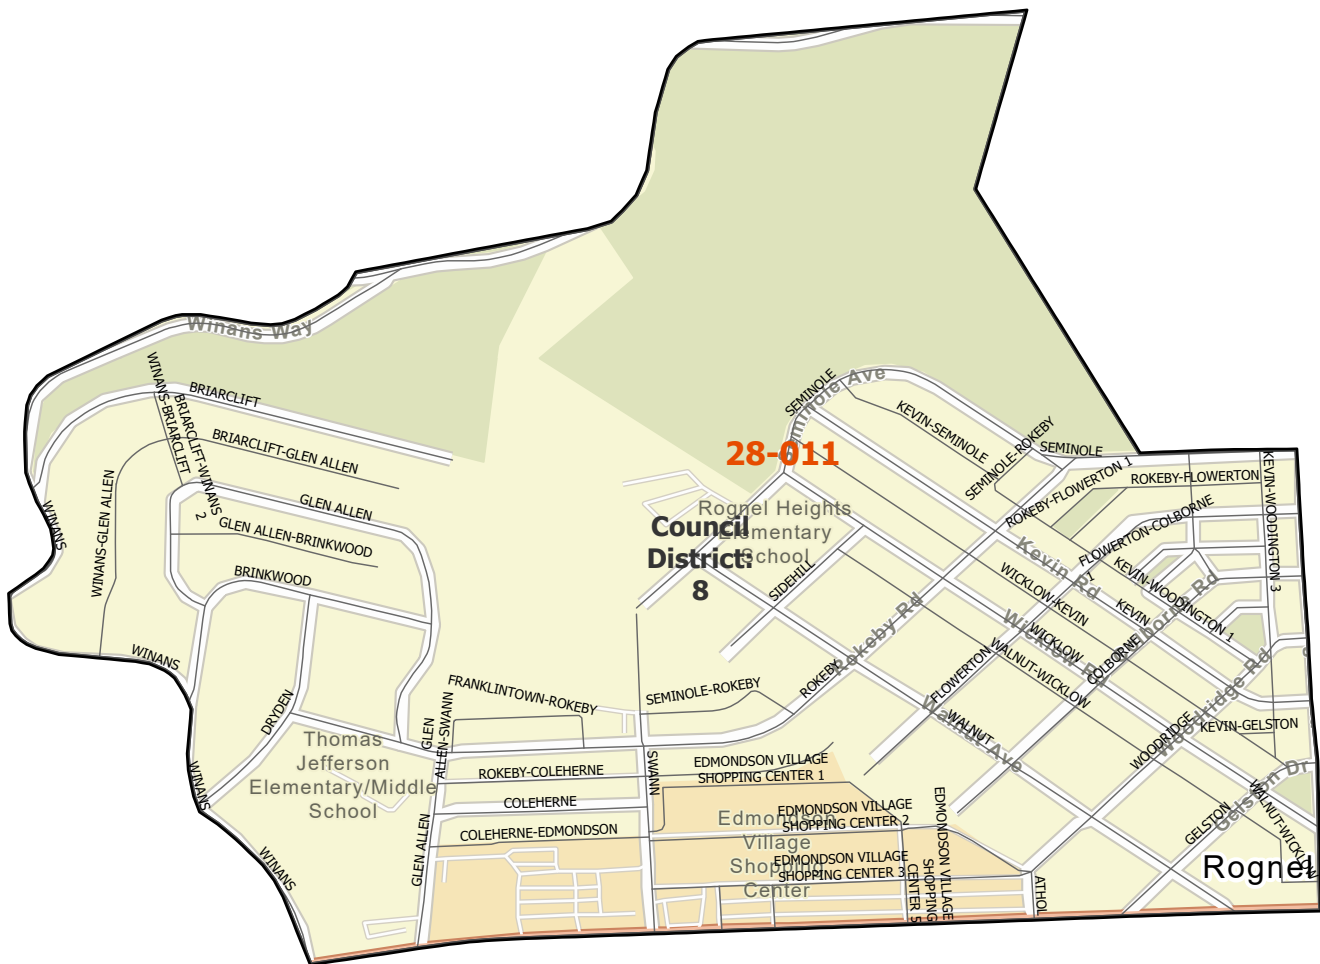 Winans Way
WINANS-BRIARCLIFT
BRIARCLIFT-WINANS
2
BRIARCLIFT
BRIARCLIFT-GLEN ALLEN
WINANS-GLEN ALLEN
GLEN ALLEN
GLEN ALLEN-BRINKWOOD
BRINKWOOD
WINANS
WINANS
WINANS
WINANS
DRYDEN
Thomas
Jefferson
Elementary/Middle
School
FRANKLINTOWN-ROKEBY
GLEN
ALLEN-SWANN
GLEN ALLEN
ROKEBY-COLEHERNE
COLEHERNE
COLEHERNE-EDMONDSON
SWANN
SEMINOLE-ROKEBY
28-011
Council
District:
8
Rognel Heights
Elementary
School
SIDEHILL
SEMINOLE
Seminole Ave
KEVIN-SEMINOLE
SEMINOLE-ROKEBY
SEMINOLE
ROKEBY-FLOWERTON 1
ROKEBY-FLOWERTON
KEVIN-WOODINGTON 3
FLOWERTON-COLBORNE
1
Kevin Rd
KEVIN-WOODINGTON 1
KEVIN
WICKLOW-KEVIN
Wicklow Rd
WICKLOW
WALNUT-WICKLOW
COLBORNE
Colborne Rd
Rokeby Rd
ROKEBY
FLOWERTON
Walnut Ave
WALNUT
WOODRIDGE
Woodridge Rd
KEVIN-GELSTON
Gelston Dr
GELSTON
WALNUT-WICKLOW
EDMONDSON VILLAGE
SHOPPING CENTER 1
EDMONDSON VILLAGE
SHOPPING CENTER 2
EDMONDSON VILLAGE
SHOPPING CENTER 3
Edmondson
Village
Shopping
Center
EDMONDSON VILLAGE
SHOPPING
CENTER 5
ATHOL
Rognel